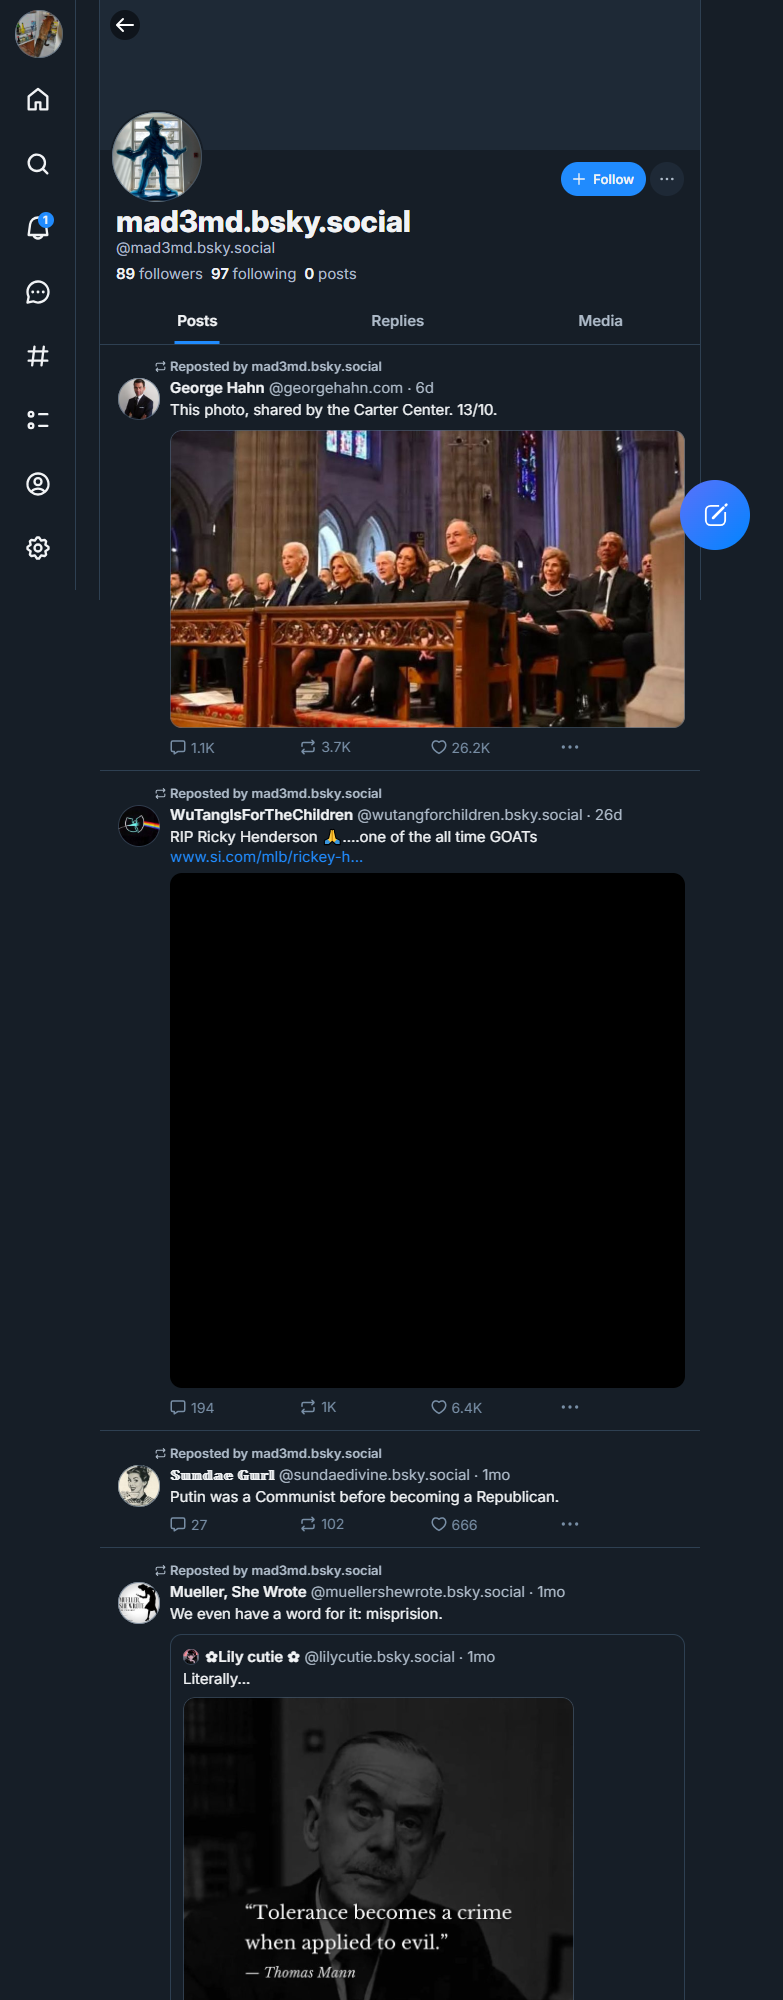 1
+ Follow
mad3md.bsky.social
@mad3md.bsky.social
89 followers 97 following 0 posts
Posts Replies Media
Reposted by mad3md.bsky.social
George Hahn @georgehahn.com · 6d
This photo, shared by the Carter Center. 13/10.
1.1K 3.7K 26.2K
Reposted by mad3md.bsky.social
WuTangIsForTheChildren @wutangforchildren.bsky.social · 26d
RIP Ricky Henderson 🙏....one of the all time GOATs
www.si.com/mlb/rickey-h...
194 1K 6.4K
Reposted by mad3md.bsky.social
𝕾𝖚𝖓𝖉𝖆𝖊 𝕲𝖚𝖗𝖑 @sundaedivine.bsky.social · 1mo
Putin was a Communist before becoming a Republican.
27 102 666
Reposted by mad3md.bsky.social
Mueller, She Wrote @muellershewrote.bsky.social · 1mo
MUELLER, SHE WROTE
We even have a word for it: misprision.
✿Lily cutie ✿ @lilycutie.bsky.social · 1mo
Literally...
“Tolerance becomes a crime
when applied to evil.”
— Thomas Mann